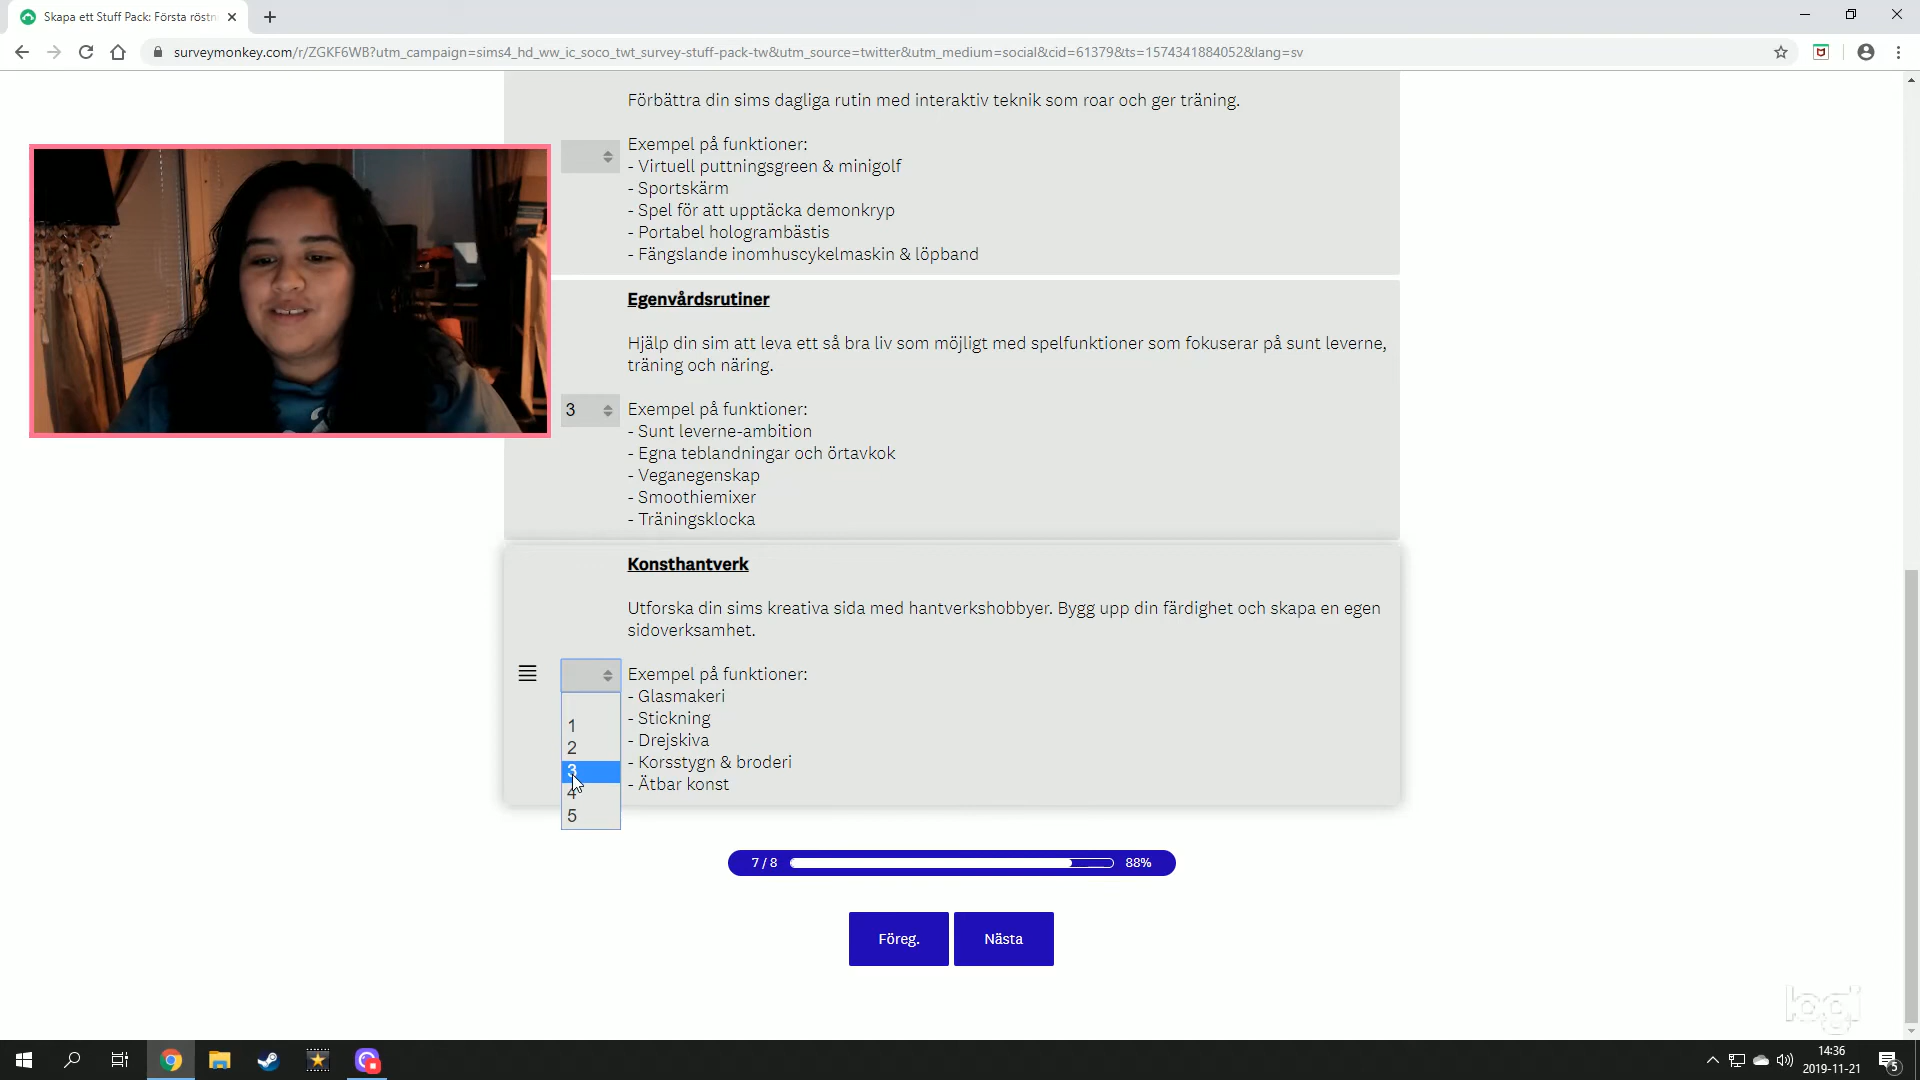 Skapa ett Stuff Pack: Första röstn
surveymonkey.com/r/ZGKF6WB?utm_campaign=sims4_hd_ww_ic_soco_twt_survey-stuff-pack-tw&utm_source=twitter&utm_medium=social&cid=61379&ts=1574341884052&lang=sv
Förbättra din sims dagliga rutin med interaktiv teknik som roar och ger träning.
Exempel på funktioner:
- Virtuell puttningsgreen & minigolf
- Sportskärm
- Spel för att upptäcka demonkryp
- Portabel hologrambästis
- Fängslande inomhuscykelmaskin & löpband
Egenvårdsrutiner
Hjälp din sim att leva ett så bra liv som möjligt med spelfunktioner som fokuserar på sunt leverne,
träning och näring.
3 Exempel på funktioner:
- Sunt leverne-ambition
- Egna teblandningar och örtavkok
- Veganegenskap
- Smoothiemixer
- Träningsklocka
Konsthantverk
Utforska din sims kreativa sida med hantverkshobbyer. Bygg upp din färdighet och skapa en egen
sidoverksamhet.
Exempel på funktioner:
- Glasmakeri
- Stickning
- Drejskiva
- Korsstygn & broderi
- Ätbar konst
1
2
3
4
5
7 / 8
88%
Föreg.
Nästa
logi
14:36
2019-11-21
5